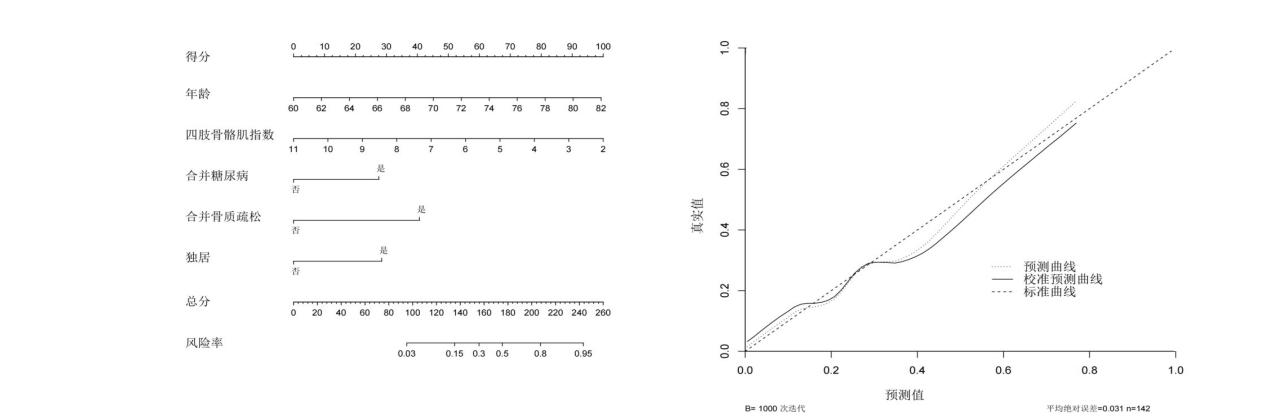 得分
0 10 20 30 40 50 60 70 80 90 100
年龄
60 62 64 66 68 70 72 74 76 78 80 82
四肢骨骼肌指数
11 10 9 8 7 6 5 4 3 2
合并糖尿病
是
否
合并骨质疏松
是
否
独居
是
否
总分
0 20 40 60 80 100 120 140 160 180 200 220 240 260
风险率
0.03 0.15 0.3 0.5 0.8 0.95
真实值
1.0
0.8
0.6
0.4
0.2
0.0
预测曲线
校准预测曲线
标准曲线
0.0 0.2 0.4 0.6 0.8 1.0
预测值
B= 1000 次迭代
平均绝对误差=0.031 n=142